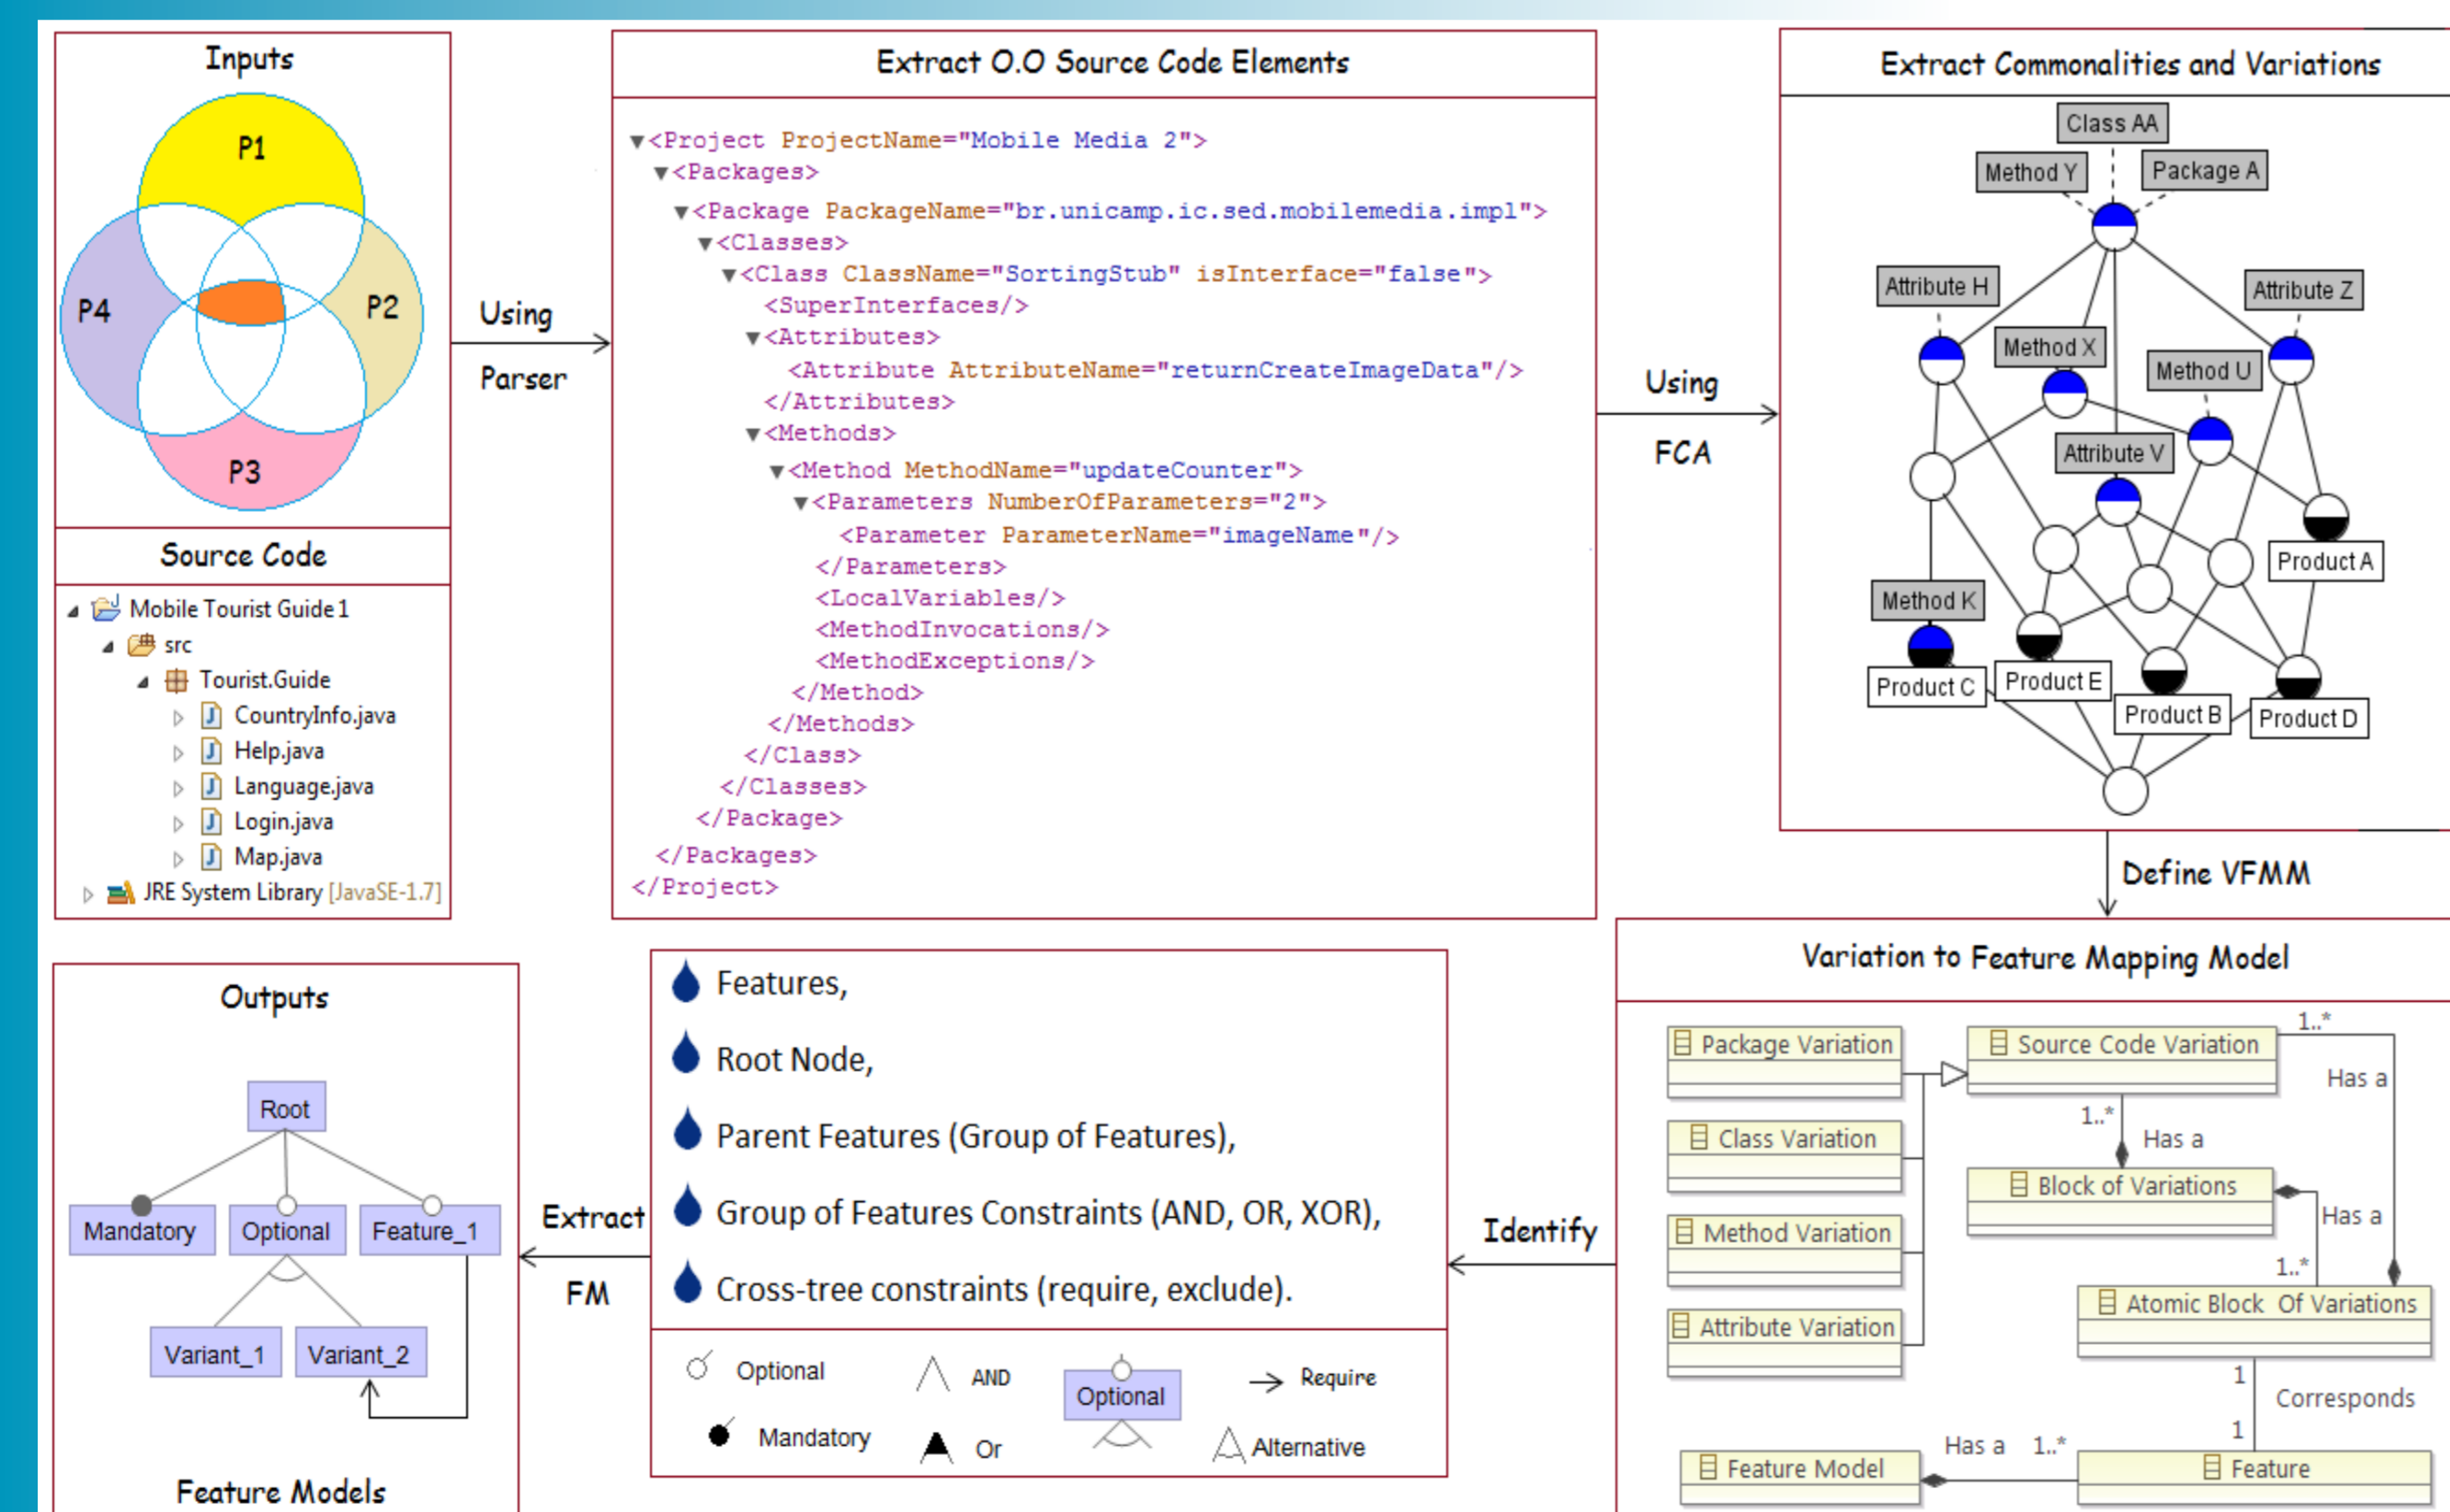 Inputs
P1
P4
P2
P3
Source Code
Mobile Tourist Guide1
src
Tourist.Guide
CountryInfo.java
Help.java
Language.java
Login.java
Map.java
JRE System Library [JavaSE-1.7]
Using
Parser
Extract O.O Source Code Elements
<Project ProjectName="Mobile Media 2">
<Packages>
<Package PackageName="br.unicamp.ic.sed.mobilemedia.impl">
<Classes>
<Class ClassName="SortingStub" isInterface="false">
<SuperInterfaces/>
<Attributes>
<Attribute AttributeName="returnCreateImageData"/>
</Attributes>
<Methods>
<Method MethodName="updateCounter">
<Parameters NumberOfParameters="2">
<Parameter ParameterName="imageName"/>
</Parameters>
<LocalVariables/>
<MethodInvocations/>
<MethodExceptions/>
</Method>
</Methods>
</Class>
</Classes>
</Package>
</Packages>
</Project>
Using
FCA
Extract Commonalities and Variations
Class AA
Method Y
Package A
Attribute H
Attribute Z
Method X
Method U
Attribute V
Product A
Method K
Product C
Product E
Product B
Product D
Define VFMM
Variation to Feature Mapping Model
Package Variation
Source Code Variation
1..*
Has a
1..*
Has a
Class Variation
Block of Variations
Has a
1..*
Method Variation
Atomic Block Of Variations
Attribute Variation
1
Corresponds
1
Has a 1..*
Feature Model
Feature
Identify
Features,
Root Node,
Parent Features (Group of Features),
Group of Features Constraints (AND, OR, XOR),
Cross-tree constraints (require, exclude).
Optional
AND
Optional
Require
Mandatory
Or
Alternative
Extract
FM
Outputs
Root
Mandatory
Optional
Feature_1
Variant_1
Variant_2
Feature Models